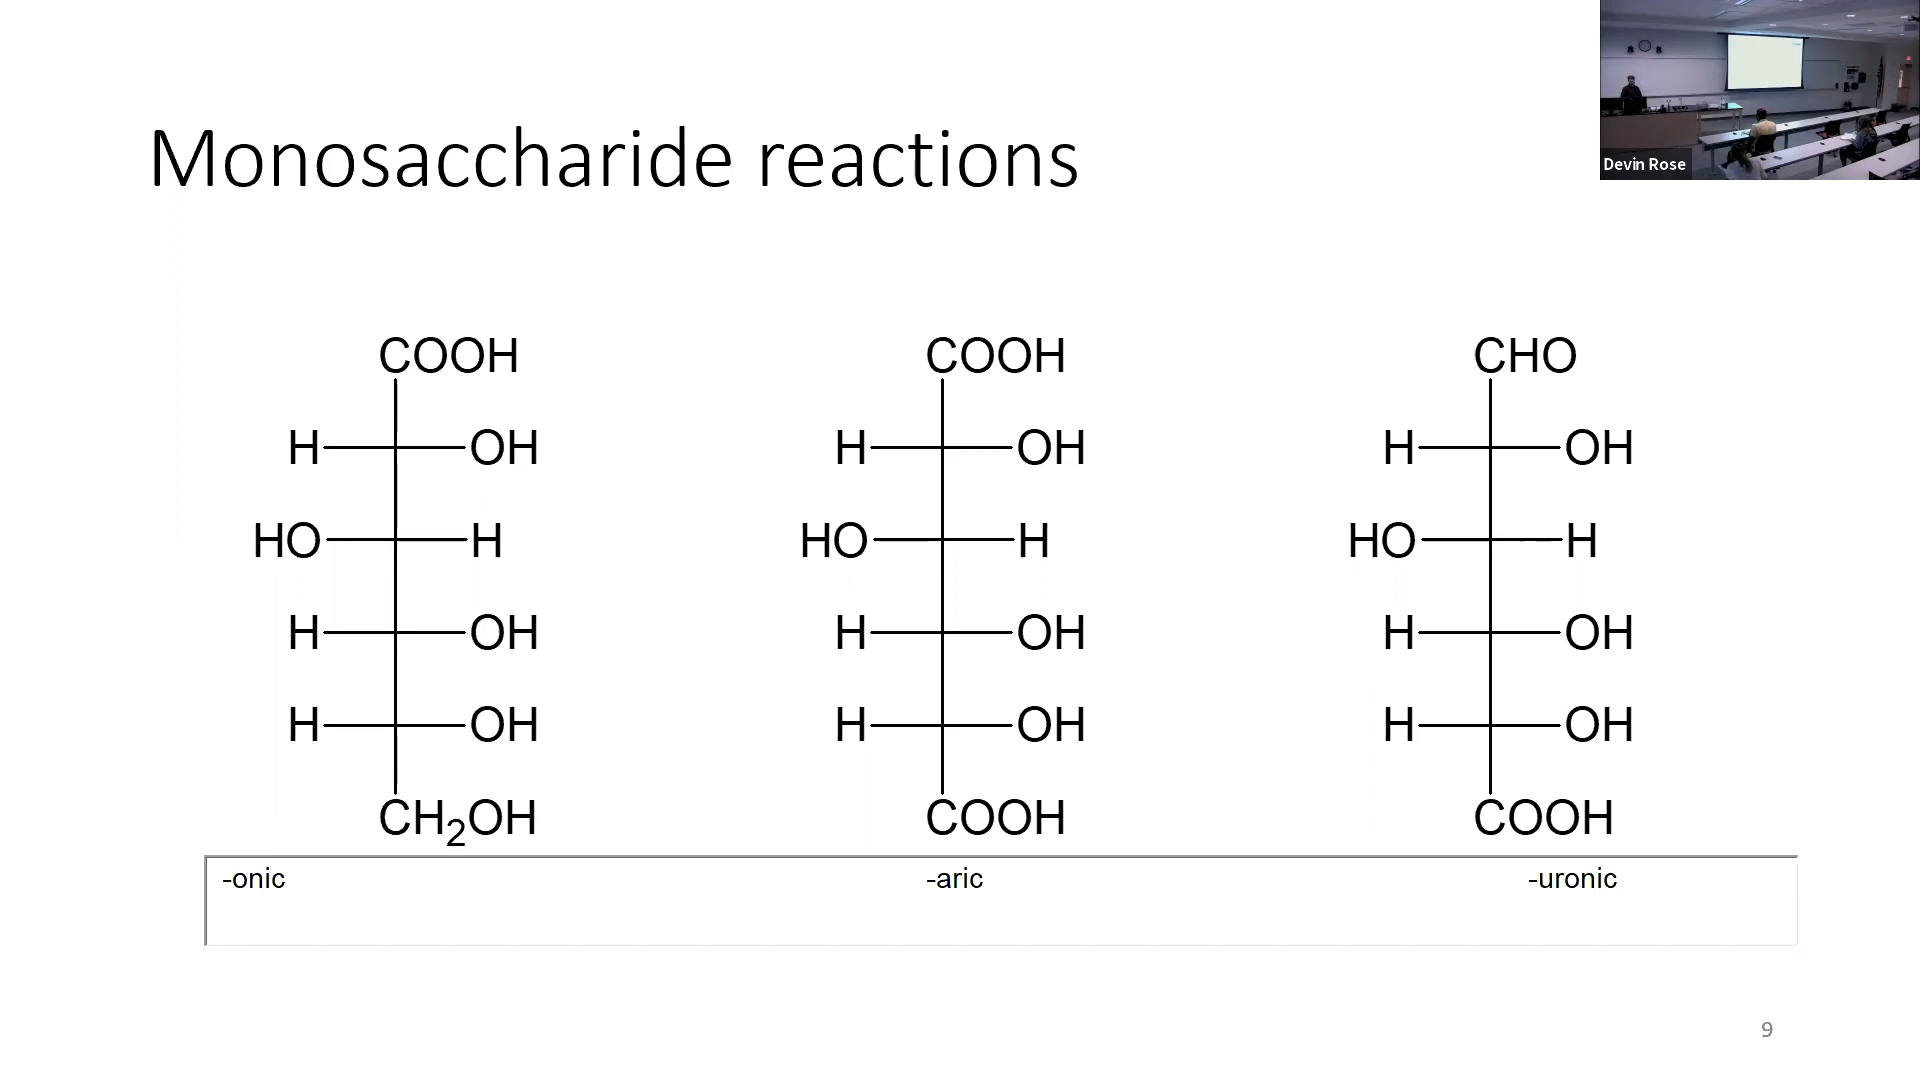 Monosaccharide reactions
Devin Rose
COOH COOH CHO
H OH H OH H OH
HO H HO H HO H
H OH H OH H OH
H OH H OH H OH
CH₂OH COOH COOH
-onic -aric -uronic
9